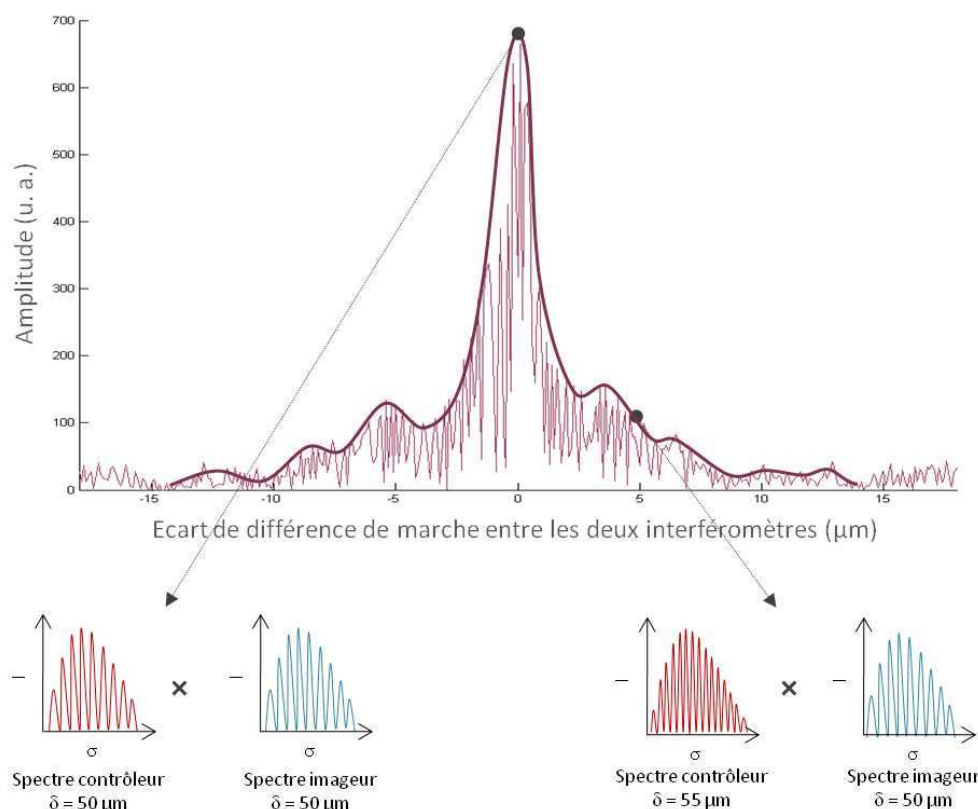 700
600
500
400
300
200
100
0
Amplitude (u. a.)
-15 -10 -5 0 5 10 15
Ecart de différence de marche entre les deux interféromètres (µm)
σ
σ
σ
σ
Spectre contrôleur
δ = 50 µm
×
Spectre imageur
δ = 50 µm
Spectre contrôleur
δ = 55 µm
×
Spectre imageur
δ = 50 µm